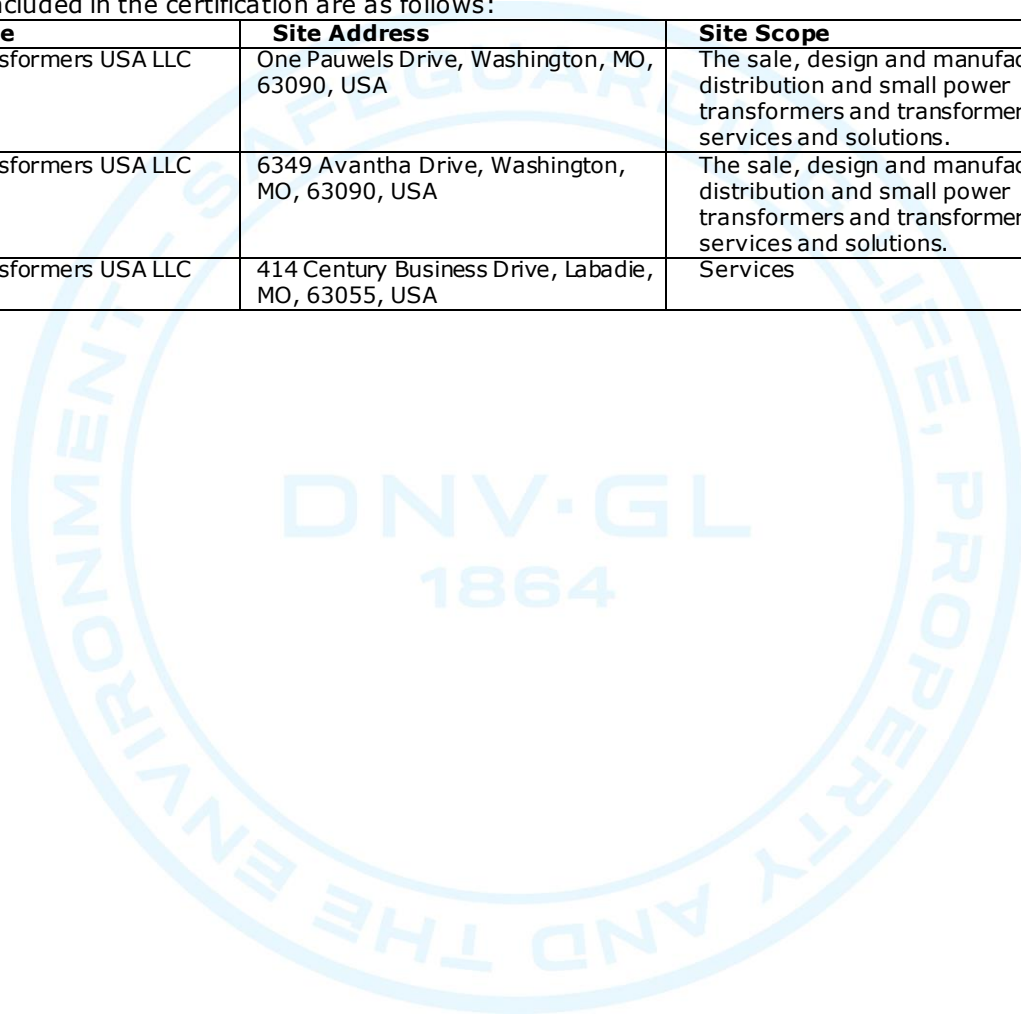 ncluded in the certification are as follows:
e Site Address Site Scope
sformers USA LLC One Pauwels Drive, Washington, MO, The sale, design and manufac
63090, USA distribution and small power
transformers and transformer
services and solutions.
sformers USA LLC 6349 Avantha Drive, Washington, The sale, design and manufac
MO, 63090, USA distribution and small power
transformers and transformer
services and solutions.
sformers USA LLC 414 Century Business Drive, Labadie, Services
MO, 63055, USA
SAFEGUARDING LIFE, PROPERTY AND THE ENVIRONMENT
DNV·GL
1864